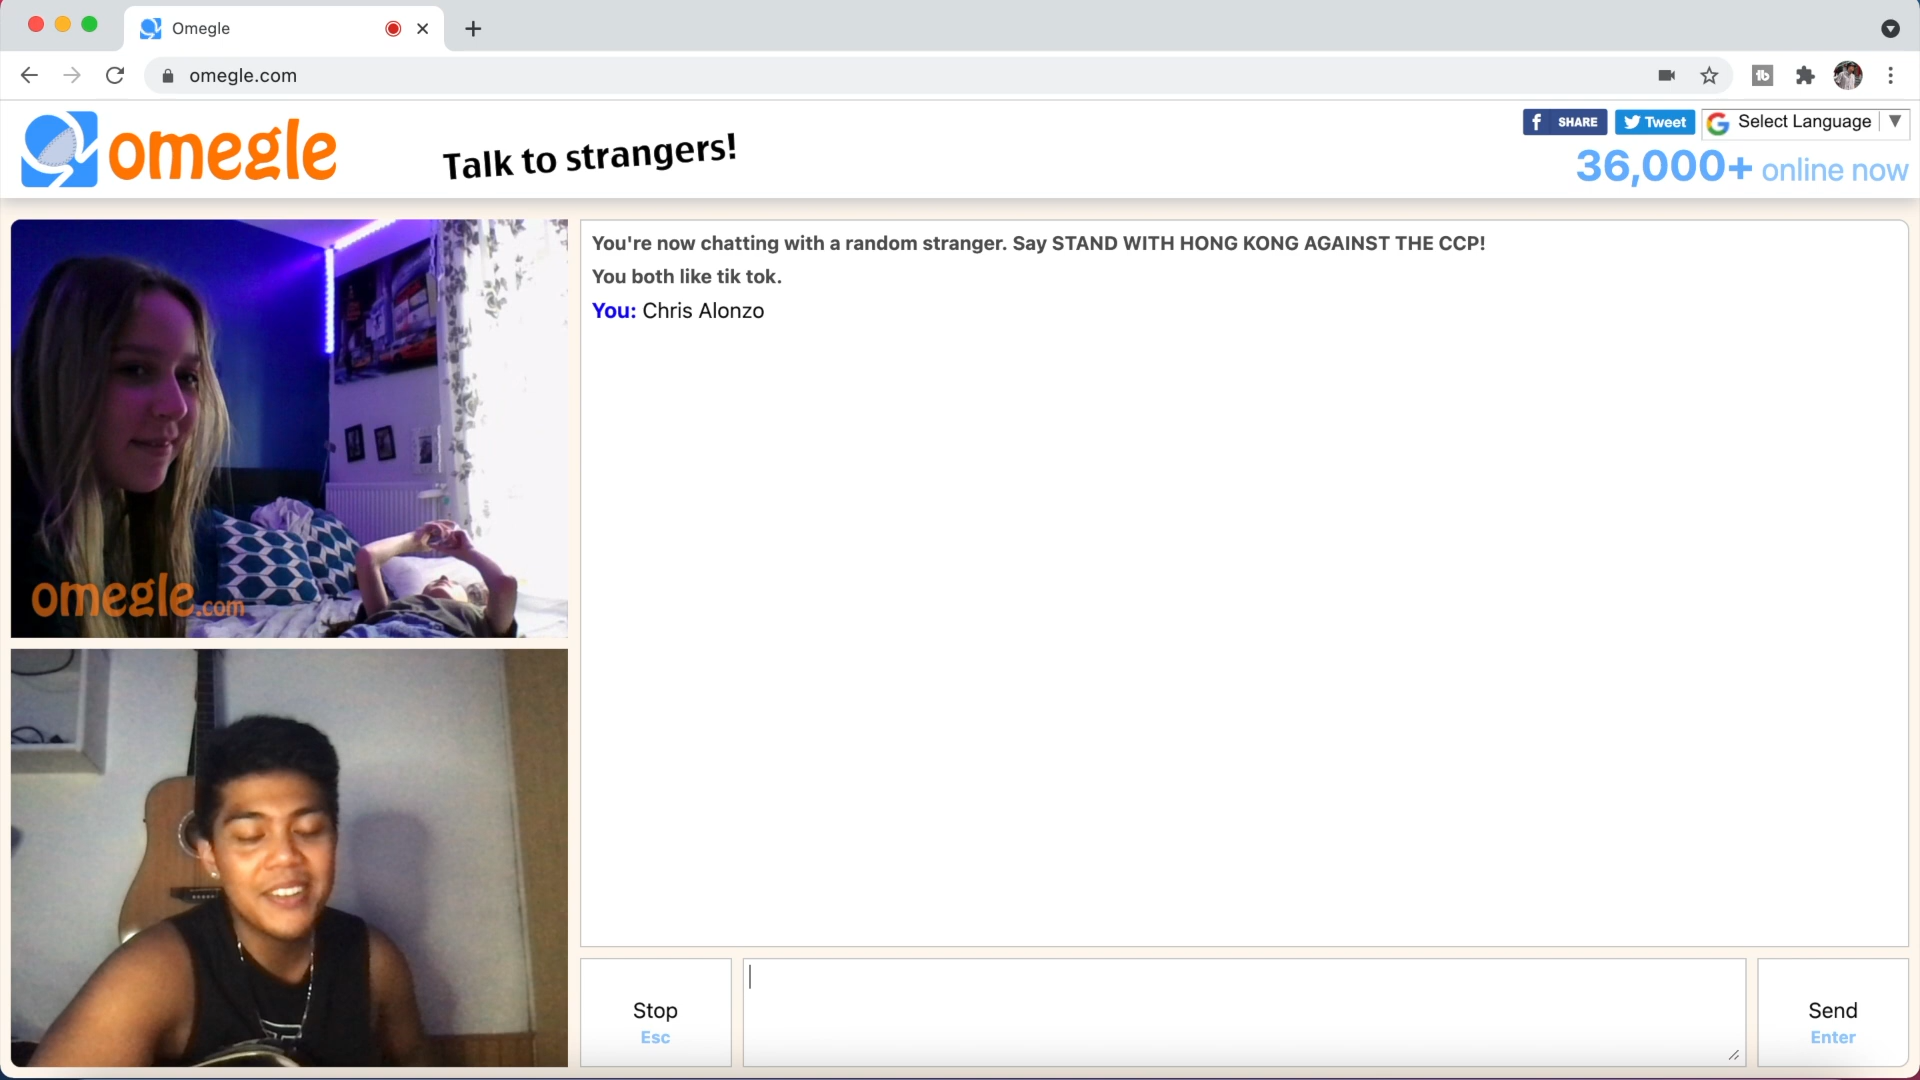 Omegle
omegle.com
omegle
Talk to strangers!
f SHARE
Tweet
G Select Language ▼
36,000+ online now
You're now chatting with a random stranger. Say STAND WITH HONG KONG AGAINST THE CCP!
You both like tik tok.
You: Chris Alonzo
omegle.com
Stop
Esc
Send
Enter